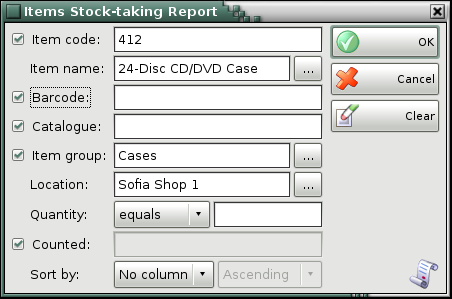 Items Stock-taking Report
Item code: 412 OK
Item name: 24-Disc CD/DVD Case ... Cancel
Barcode:
Catalogue: Clear
Item group: Cases ...
Location: Sofia Shop 1 ...
Quantity: equals
Counted:
Sort by: No column Ascending